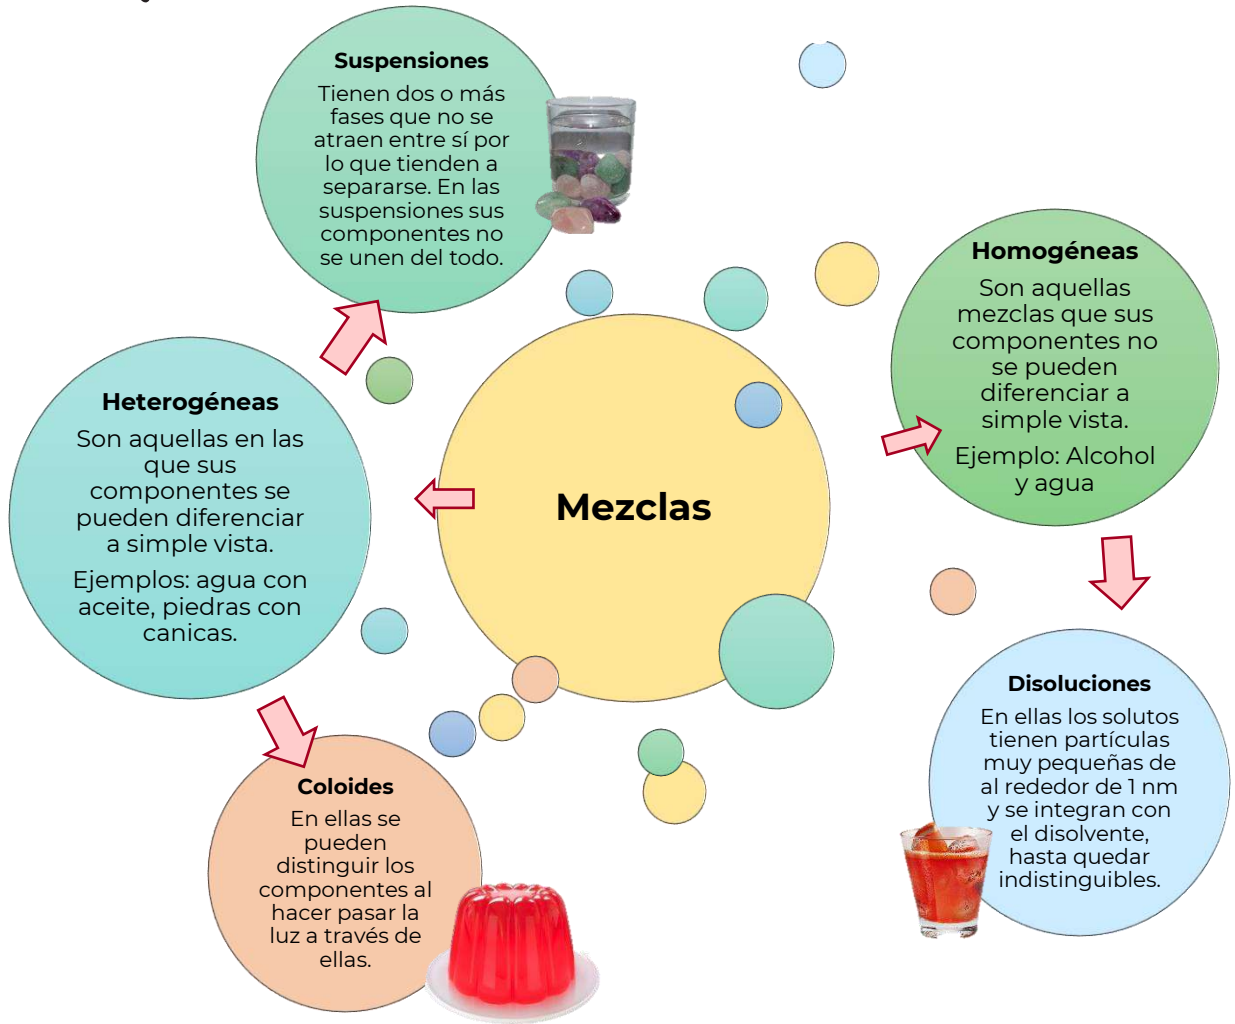 Suspensiones
Tienen dos o más
fases que no se
atraen entre sí por
lo que tienden a
separarse. En las
suspensiones sus
componentes no
se unen del todo.
Homogéneas
Son aquellas
mezclas que sus
componentes no
se pueden
diferenciar a
simple vista.
Ejemplo: Alcohol
y agua
Heterogéneas
Son aquellas en las
que sus
componentes se
pueden diferenciar
a simple vista.
Ejemplos: agua con
aceite, piedras con
canicas.
Mezclas
Disoluciones
En ellas los solutos
tienen partículas
muy pequeñas de
al rededor de 1 nm
y se integran con
el disolvente,
hasta quedar
indistinguibles.
Coloides
En ellas se
pueden
distinguir los
componentes al
hacer pasar la
luz a través de
ellas.